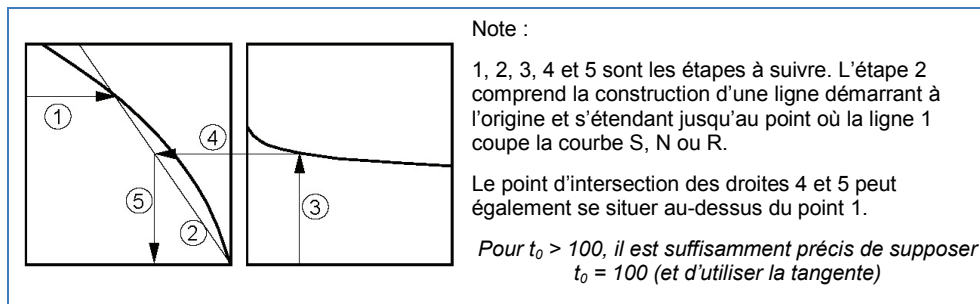 Note :
1, 2, 3, 4 et 5 sont les étapes à suivre. L'étape 2
comprend la construction d'une ligne démarrant à
l'origine et s'étendant jusqu'au point où la ligne 1
coupe la courbe S, N ou R.
Le point d'intersection des droites 4 et 5 peut
également se situer au-dessus du point 1.
Pour t₀ > 100, il est suffisamment précis de supposer
t₀ = 100 (et d'utiliser la tangente)
1
4
5
2
3